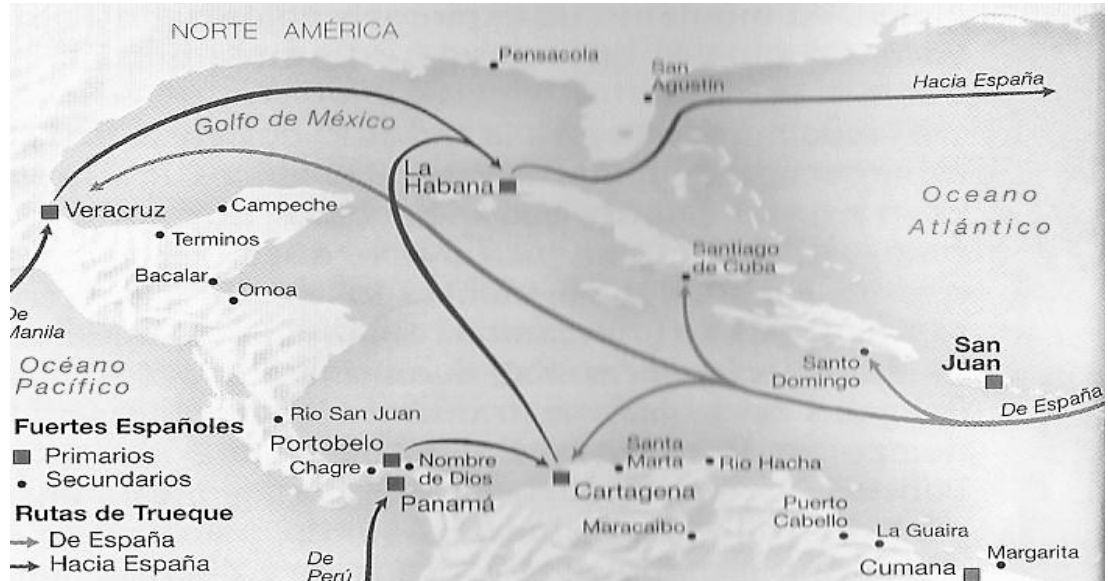 NORTE AMÉRICA
Pensacola
San
Agustín
Hacia España
Golfo de México
La
Habana
Oceano
Atlántico
Veracruz
Campeche
Terminos
Bacalar
Omoa
Santiago
de Cuba
De
Manila
Océano
Pacífico
Santo
Domingo
San
Juan
De España
Rio San Juan
Portobelo
Chagre
Nombre
de Dios
Panamá
Santa
Marta
Rio Hacha
Cartagena
Maracaibo
Puerto
Cabello
La Guaira
Margarita
Cumana
De
Perú
Fuertes Españoles
Primarios
Secundarios
Rutas de Trueque
De España
Hacia España